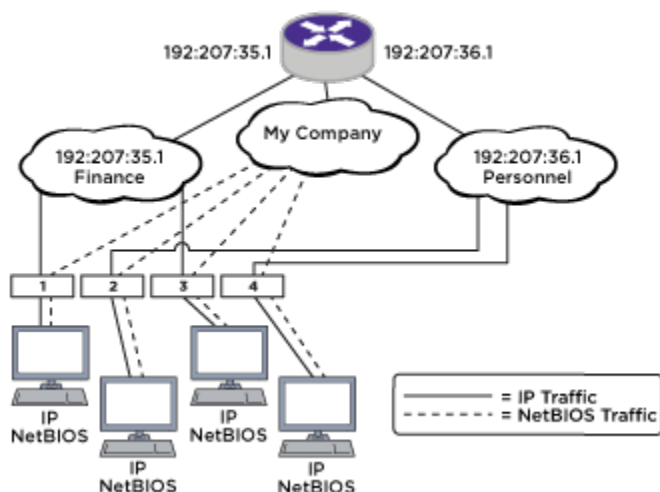 192:207:35.1
192:207:36.1
My Company
192:207:35.1
Finance
192:207:36.1
Personnel
1
2
3
4
IP
NetBIOS
IP
NetBIOS
IP
NetBIOS
IP
NetBIOS
= IP Traffic
= NetBIOS Traffic